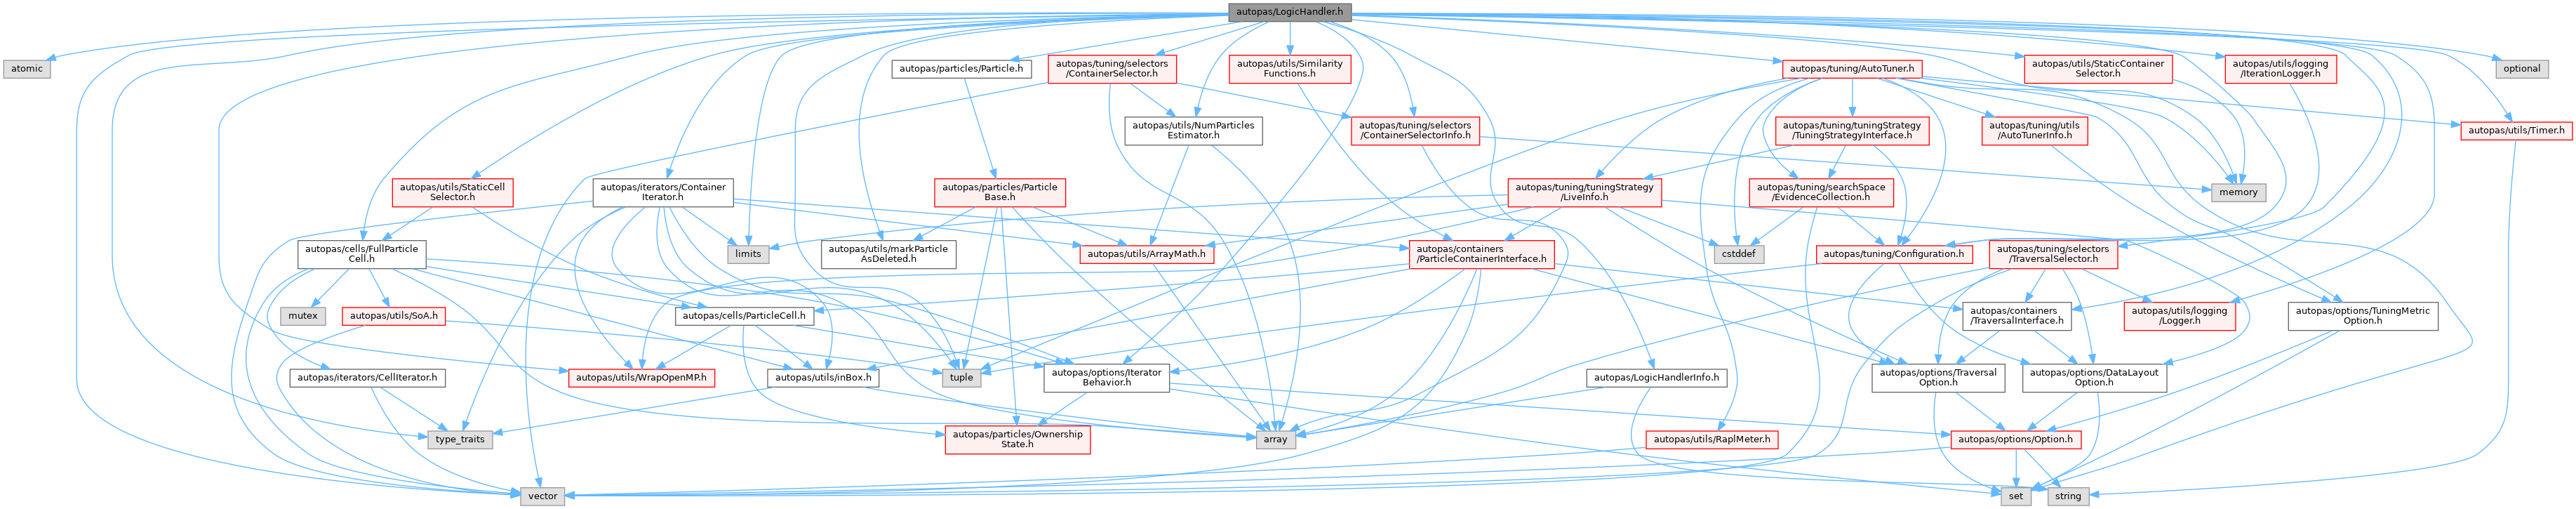 autopas/LogicHandler.h
atomic
autopas/particles/Particle.h
autopas/tuning/selectors
/ContainerSelector.h
autopas/utils/Similarity
Functions.h
autopas/tuning/AutoTuner.h
autopas/utils/StaticContainer
Selector.h
autopas/utils/logging
/IterationLogger.h
optional
autopas/utils/NumParticles
Estimator.h
autopas/tuning/selectors
/ContainerSelectorInfo.h
autopas/tuning/tuningStrategy
/TuningStrategyInterface.h
autopas/tuning/utils
/AutoTunerInfo.h
autopas/utils/Timer.h
autopas/utils/StaticCell
Selector.h
autopas/iterators/Container
Iterator.h
autopas/particles/Particle
Base.h
autopas/tuning/tuningStrategy
/LiveInfo.h
autopas/tuning/searchSpace
/EvidenceCollection.h
memory
autopas/cells/FullParticle
Cell.h
limits
autopas/utils/markParticle
AsDeleted.h
autopas/utils/ArrayMath.h
autopas/containers
/ParticleContainerInterface.h
cstddef
autopas/tuning/Configuration.h
autopas/tuning/selectors
/TraversalSelector.h
mutex
autopas/utils/SoA.h
autopas/cells/ParticleCell.h
autopas/containers
/TraversalInterface.h
autopas/utils/logging
/Logger.h
autopas/options/TuningMetric
Option.h
autopas/iterators/CellIterator.h
autopas/utils/WrapOpenMP.h
autopas/utils/inBox.h
tuple
autopas/options/Iterator
Behavior.h
autopas/LogicHandlerInfo.h
autopas/options/Traversal
Option.h
autopas/options/DataLayout
Option.h
type_traits
autopas/particles/Ownership
State.h
array
autopas/utils/RaplMeter.h
autopas/options/Option.h
vector
set
string